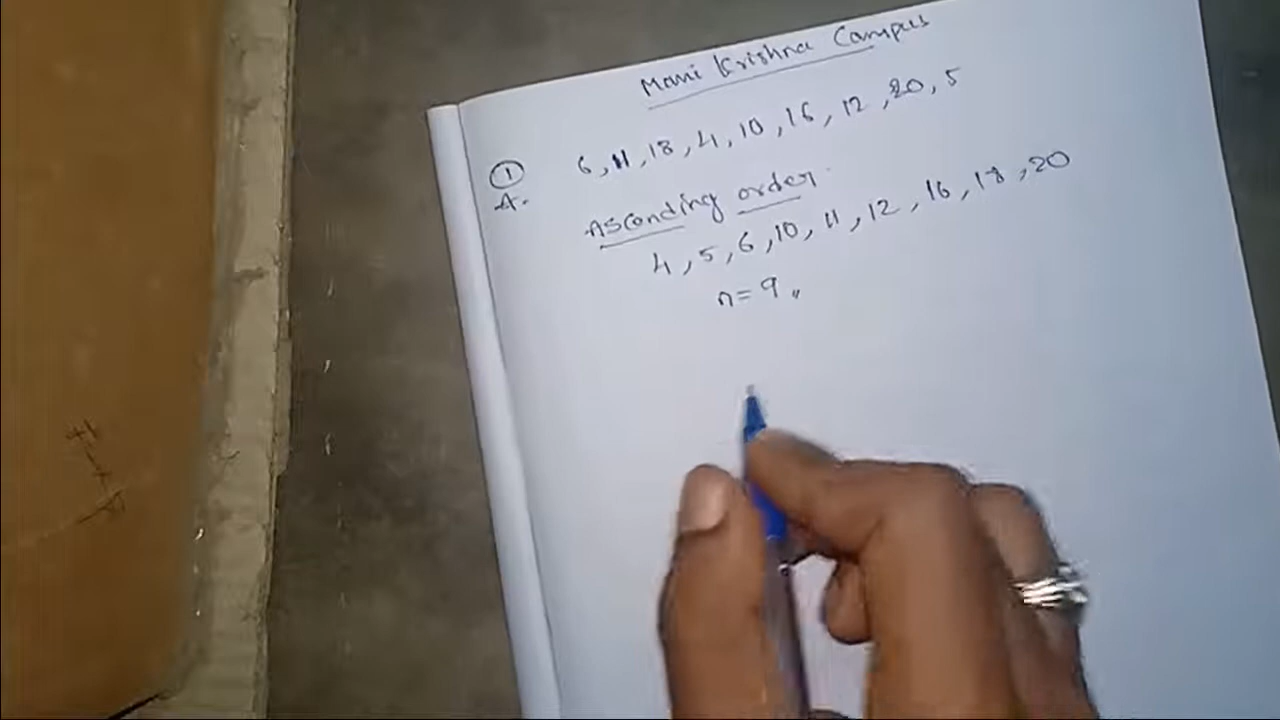 Mani Krishna Campus
① 6, 11, 18, 4, 10, 16, 12, 20, 5
A.
Ascending order.
4, 5, 6, 10, 11, 12, 16, 18, 20
n = 9 〃